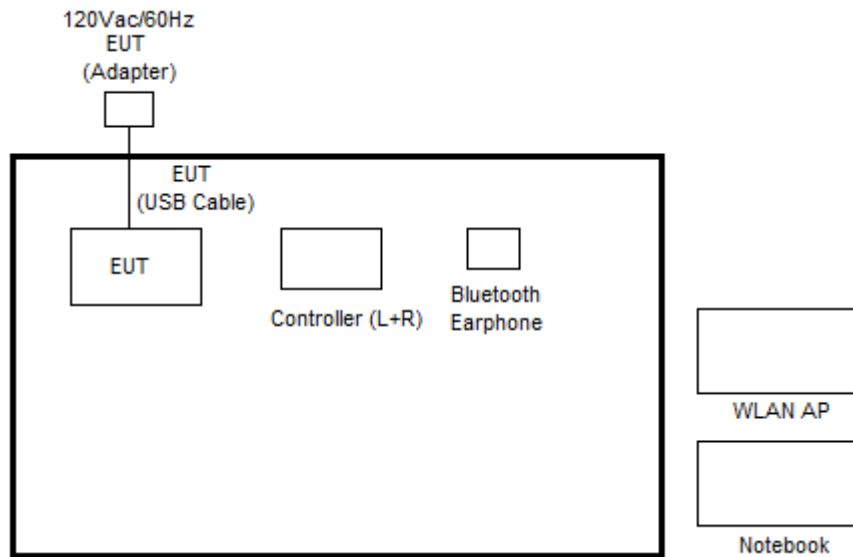 120Vac/60Hz
EUT
(Adapter)
EUT
(USB Cable)
EUT
Controller (L+R)
Bluetooth
Earphone
WLAN AP
Notebook